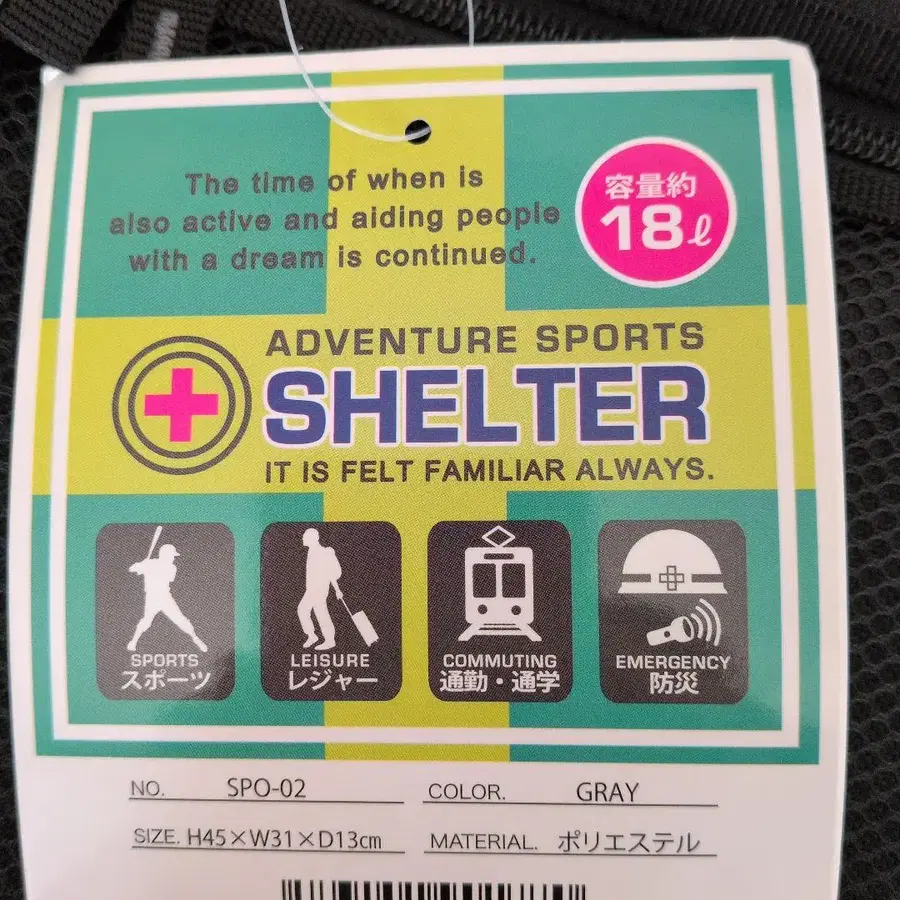 The time of when is
also active and aiding people
with a dream is continued.
容量約
18ℓ
ADVENTURE SPORTS
SHELTER
IT IS FELT FAMILIAR ALWAYS.
SPORTS
スポーツ
LEISURE
レジャー
COMMUTING
通勤・通学
EMERGENCY
防災
NO. SPO-02
COLOR. GRAY
SIZE. H45×W31×D13cm
MATERIAL. ポリエステル